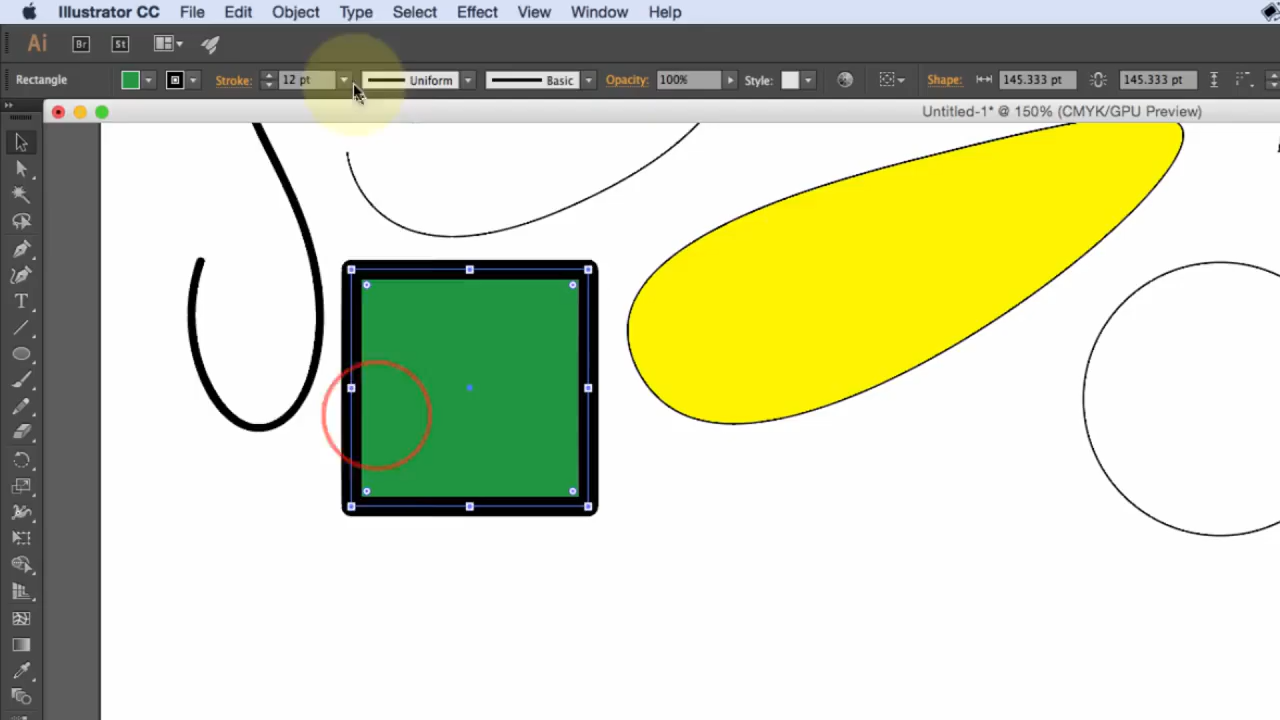 Illustrator CC File Edit Object Type Select Effect View Window Help
Ai Br St
Rectangle Stroke: 12 pt Uniform Basic Opacity: 100% Style: Shape: 145.333 pt 145.333 pt
Untitled-1* @ 150% (CMYK/GPU Preview)
T